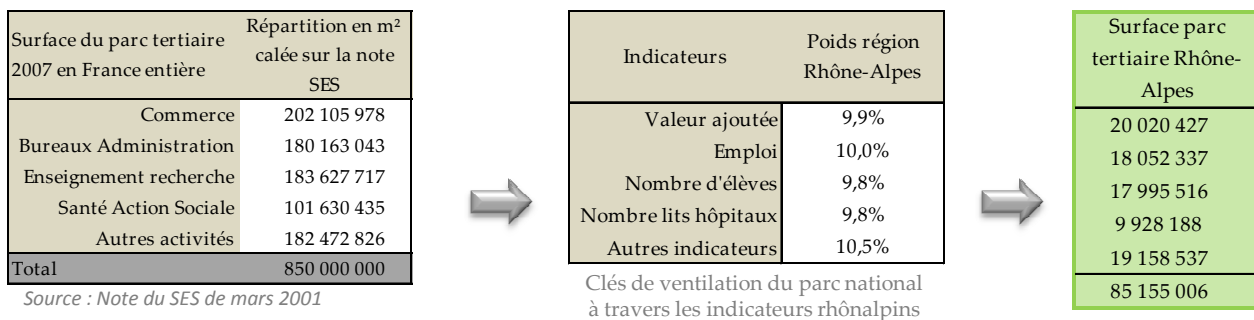 Surface du parc tertiaire 2007 en France entière | Répartition en m² calée sur la note SES
Commerce 202 105 978
Bureaux Administration 180 163 043
Enseignement recherche 183 627 717
Santé Action Sociale 101 630 435
Autres activités 182 472 826
Total 850 000 000
Source : Note du SES de mars 2001
Indicateurs | Poids région Rhône-Alpes
Valeur ajoutée 9,9%
Emploi 10,0%
Nombre d'élèves 9,8%
Nombre lits hôpitaux 9,8%
Autres indicateurs 10,5%
Clés de ventilation du parc national
à travers les indicateurs rhônalpins
Surface parc
tertiaire Rhône-
Alpes
20 020 427
18 052 337
17 995 516
9 928 188
19 158 537
85 155 006